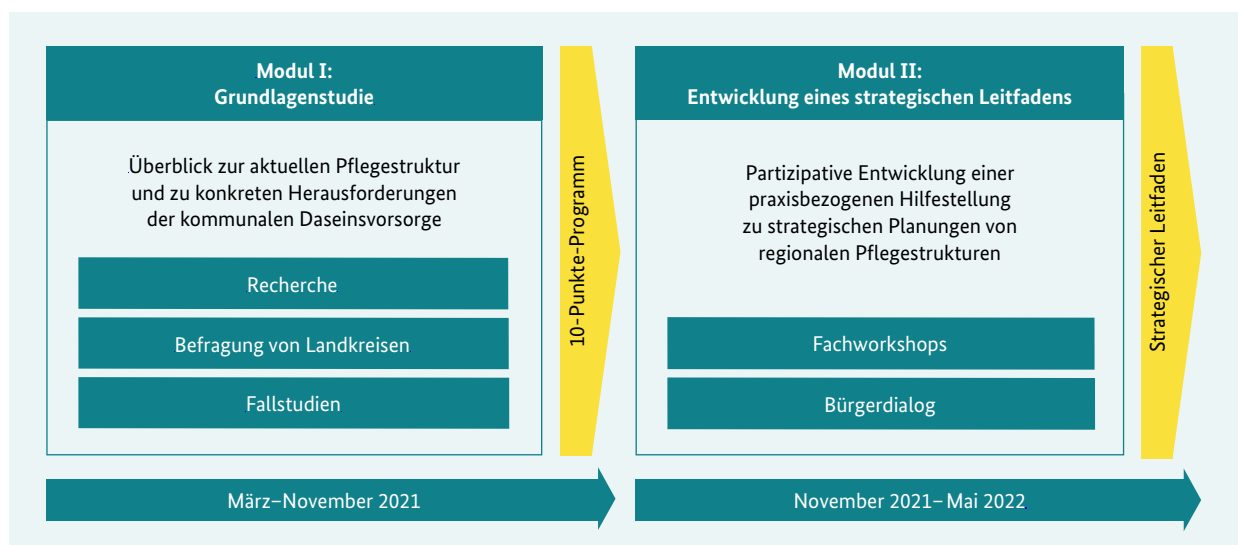 Modul I:
Grundlagenstudie
Überblick zur aktuellen Pflegestruktur
und zu konkreten Herausforderungen
der kommunalen Daseinsvorsorge
Recherche
Befragung von Landkreisen
Fallstudien
10-Punkte-Programm
März–November 2021
Modul II:
Entwicklung eines strategischen Leitfadens
Partizipative Entwicklung einer
praxisbezogenen Hilfestellung
zu strategischen Planungen von
regionalen Pflegestrukturen
Fachworkshops
Bürgerdialog
Strategischer Leitfaden
November 2021–Mai 2022